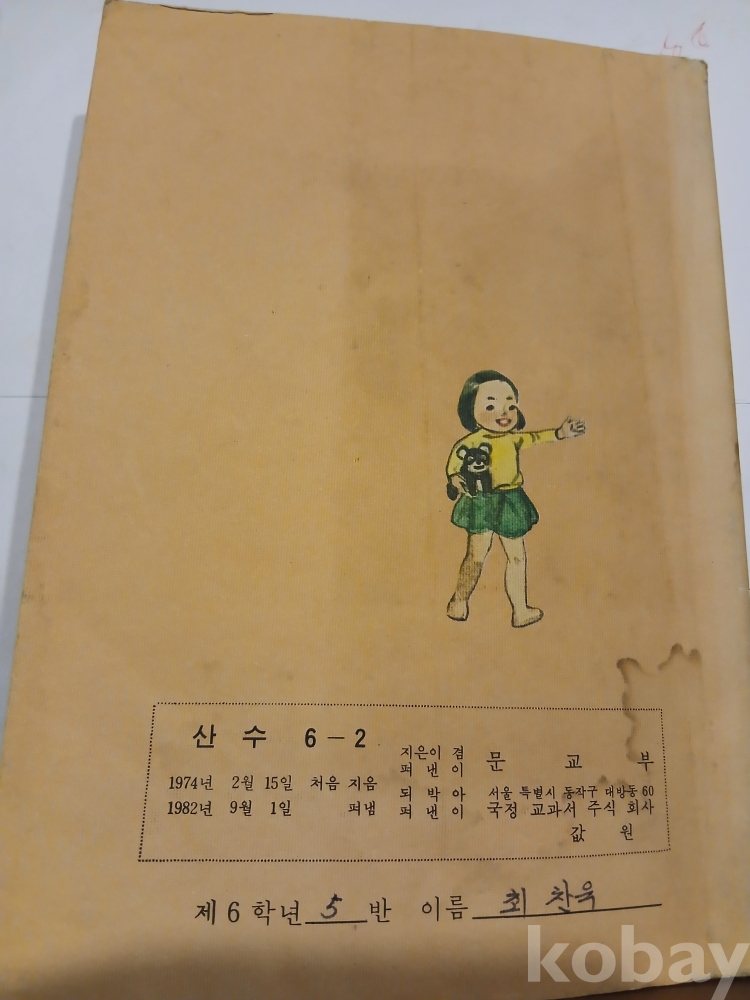 산 수 6－2
지은이 겸
펴 낸 이
문 교 부
1974년 2월 15일 처음 지음
1982년 9월 1일 펴냄
되 박 아
펴 낸 이
서울 특별시 동작구 대방동 60
국정 교과서 주식 회사
값 원
제 6 학년 5 반 이름 최 찬욱
kobay